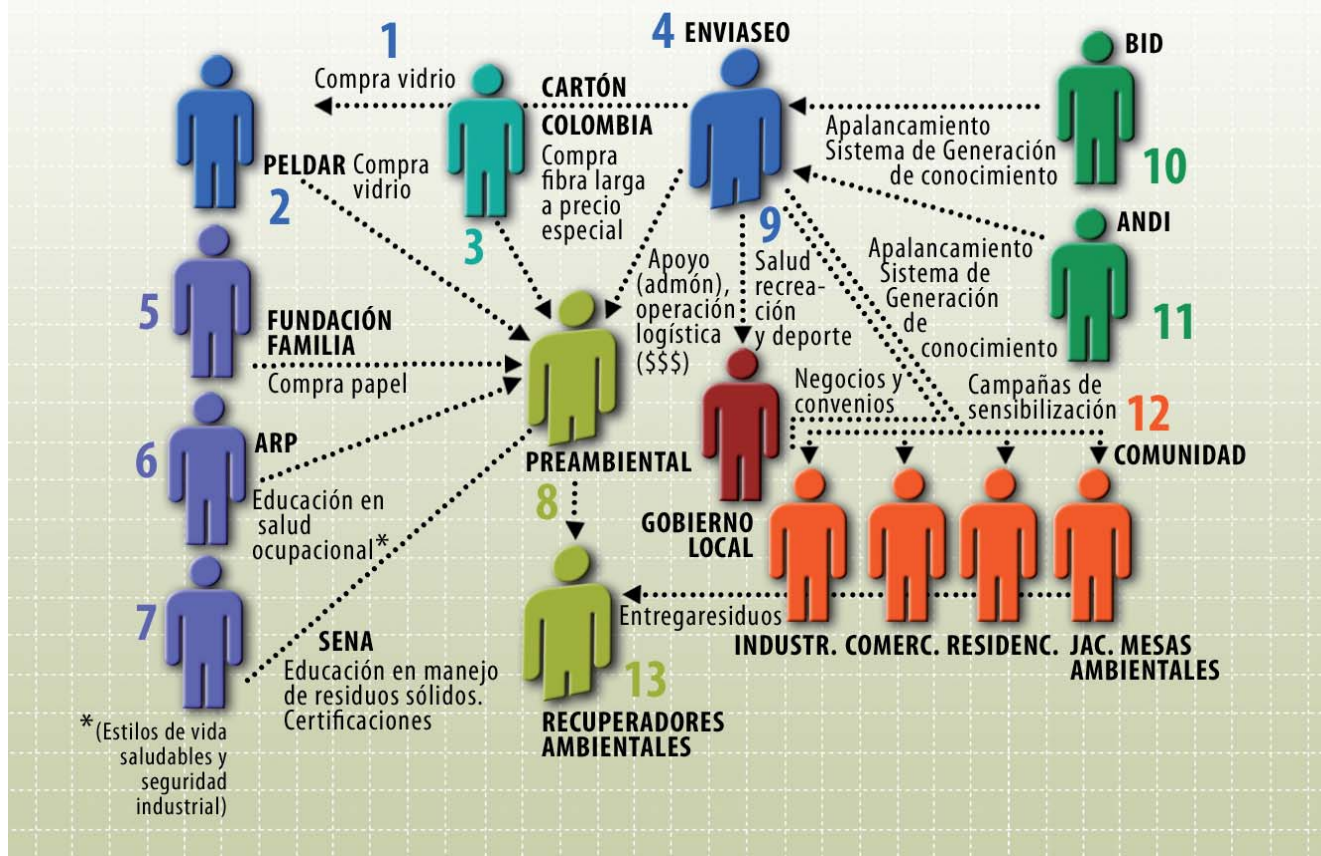 1
Compra vidrio
4 ENVIASEO
BID
CARTÓN
COLOMBIA
Compra
fibra larga
a precio
especial
Apalancamiento
Sistema de Generación
de conocimiento
10
PELDAR
2
Compra
vidrio
3
9
ANDI
11
Apalancamiento
Sistema de
Generación
de
conocimiento
Apoyo
(admón),
operación
logística
($$$)
Salud
recrea-
ción
y deporte
5
FUNDACIÓN
FAMILIA
Compra papel
Negocios y
convenios
Campañas de
sensibilización
12
COMUNIDAD
6
ARP
Educación en
salud
ocupacional*
PREAMBIENTAL
8
GOBIERNO
LOCAL
7
SENA
Educación en manejo
de residuos sólidos.
Certificaciones
Entregaresiduos
INDUSTR. COMERC. RESIDENC. JAC. MESAS
AMBIENTALES
13
RECUPERADORES
AMBIENTALES
*(Estilos de vida
saludables y
seguridad
industrial)